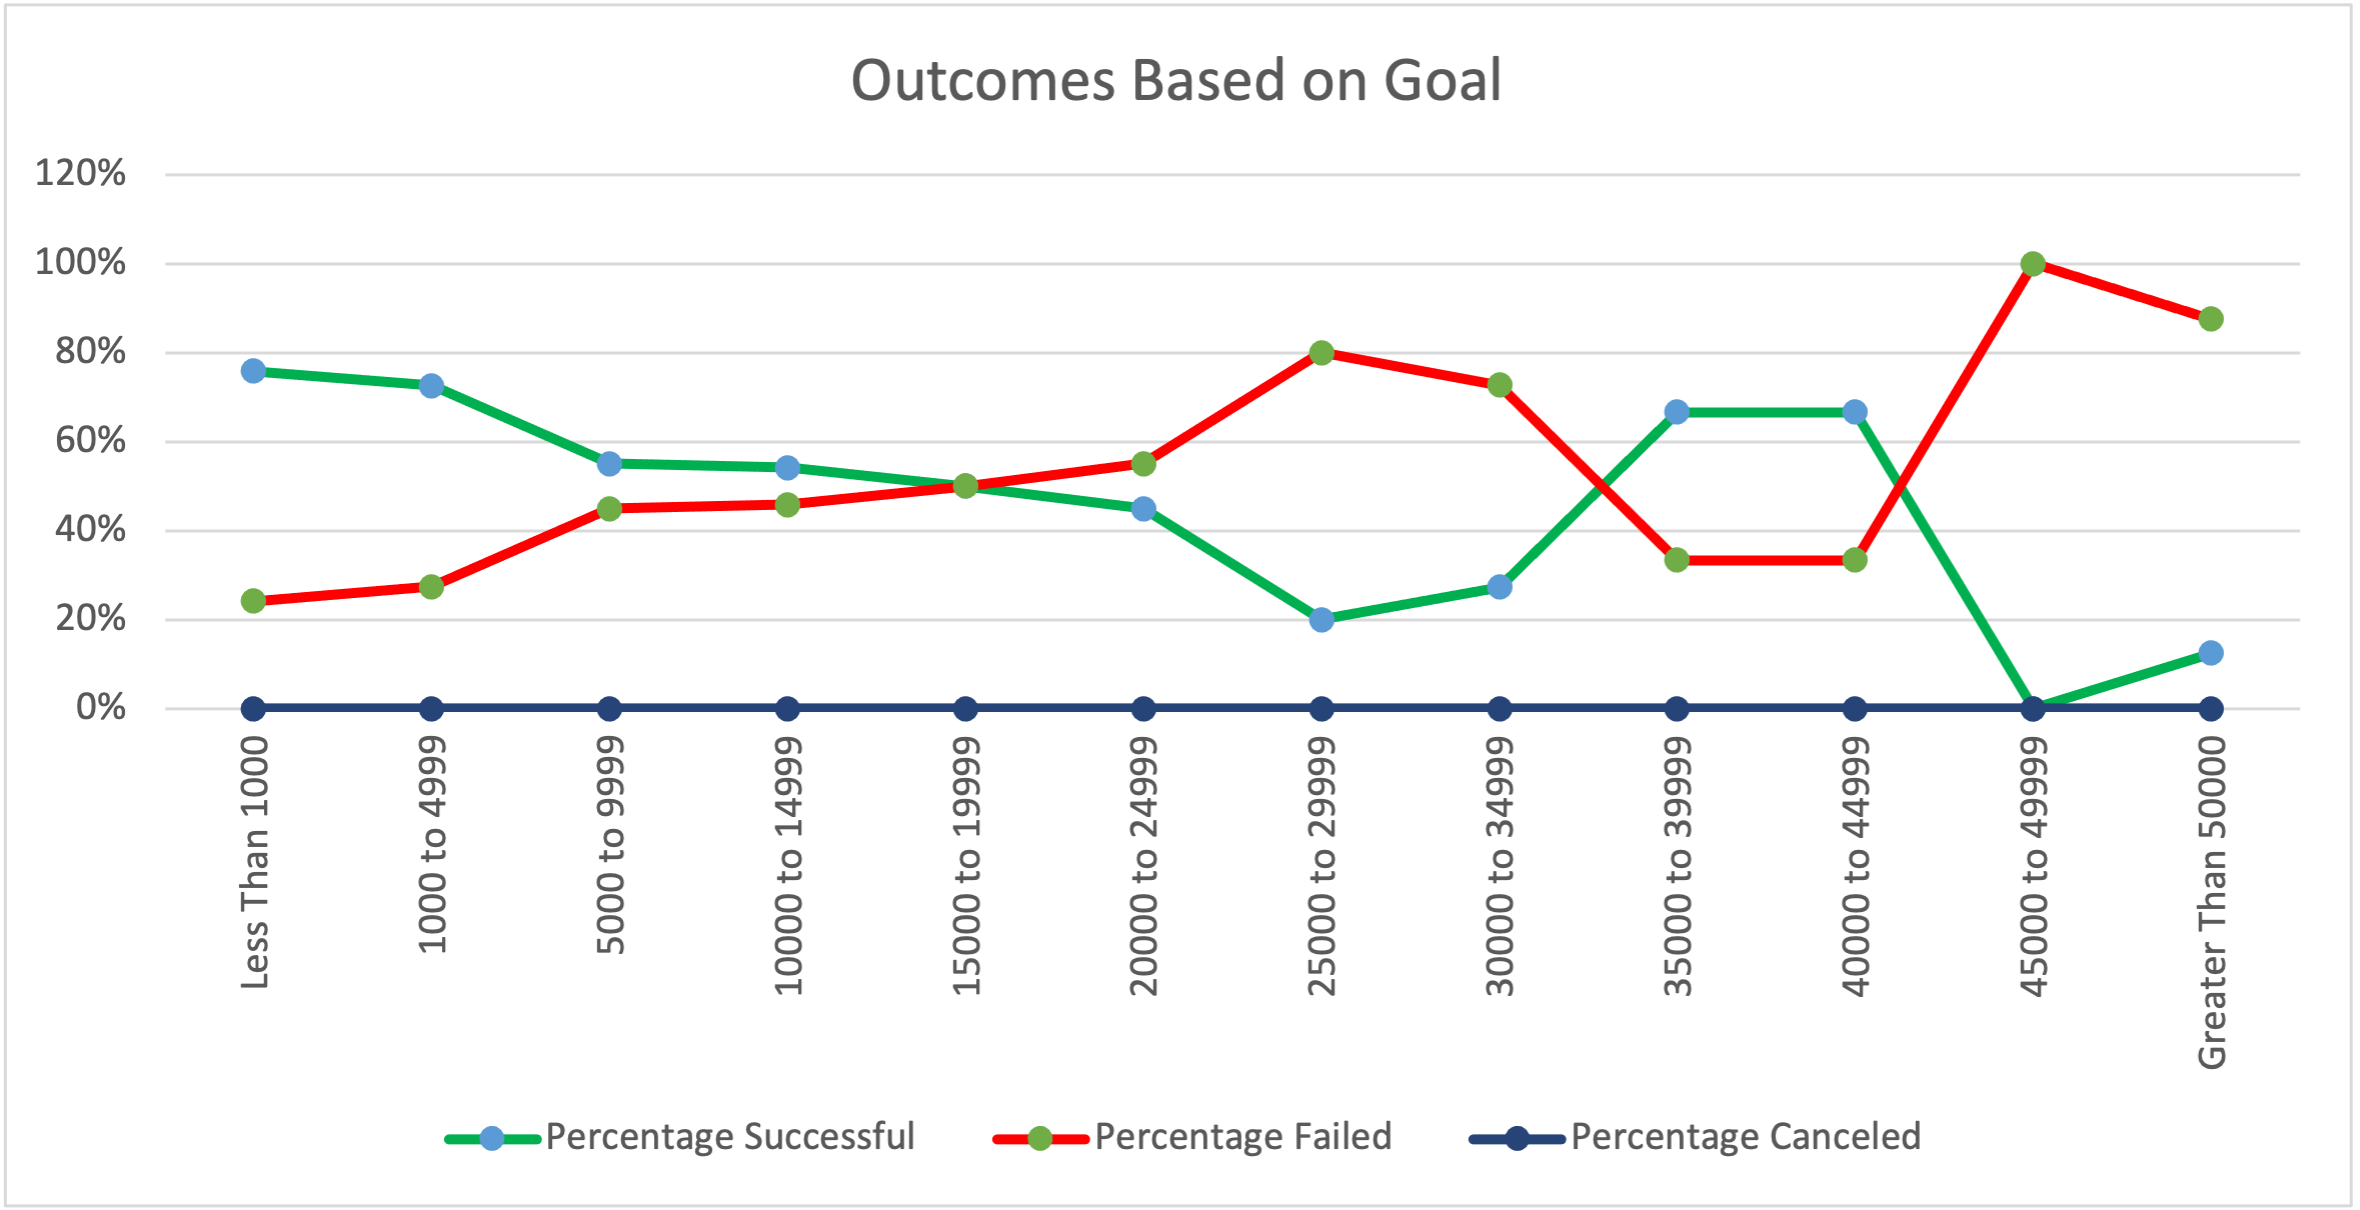 Outcomes Based on Goal
120%
100%
80%
60%
40%
20%
0%
Less Than 1000
1000 to 4999
5000 to 9999
10000 to 14999
15000 to 19999
20000 to 24999
25000 to 29999
30000 to 34999
35000 to 39999
40000 to 44999
45000 to 49999
Greater Than 50000
Percentage Successful
Percentage Failed
Percentage Canceled